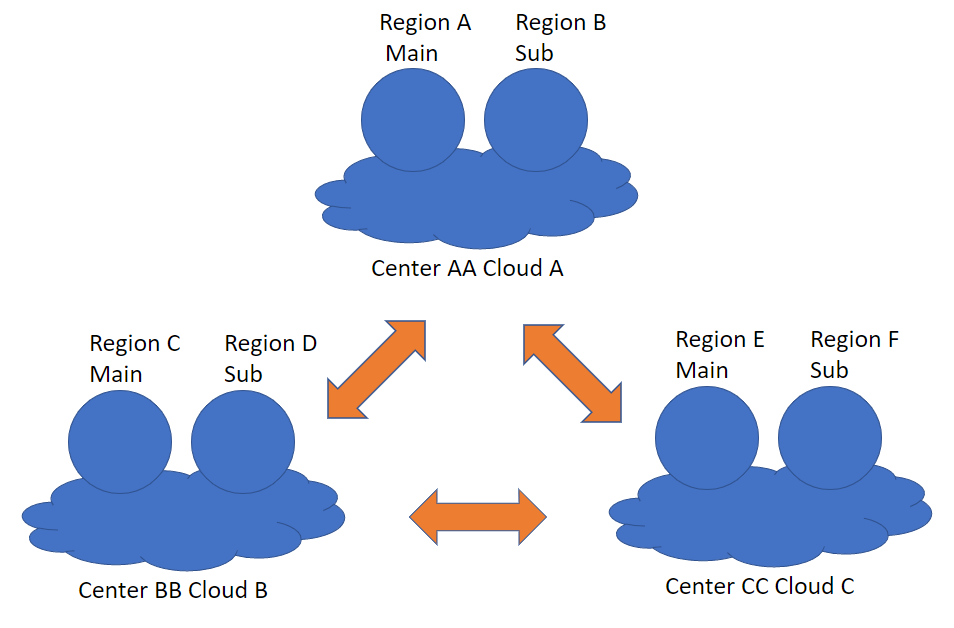 Region A
Main
Region B
Sub
Center AA Cloud A
Region C
Main
Region D
Sub
Center BB Cloud B
Region E
Main
Region F
Sub
Center CC Cloud C